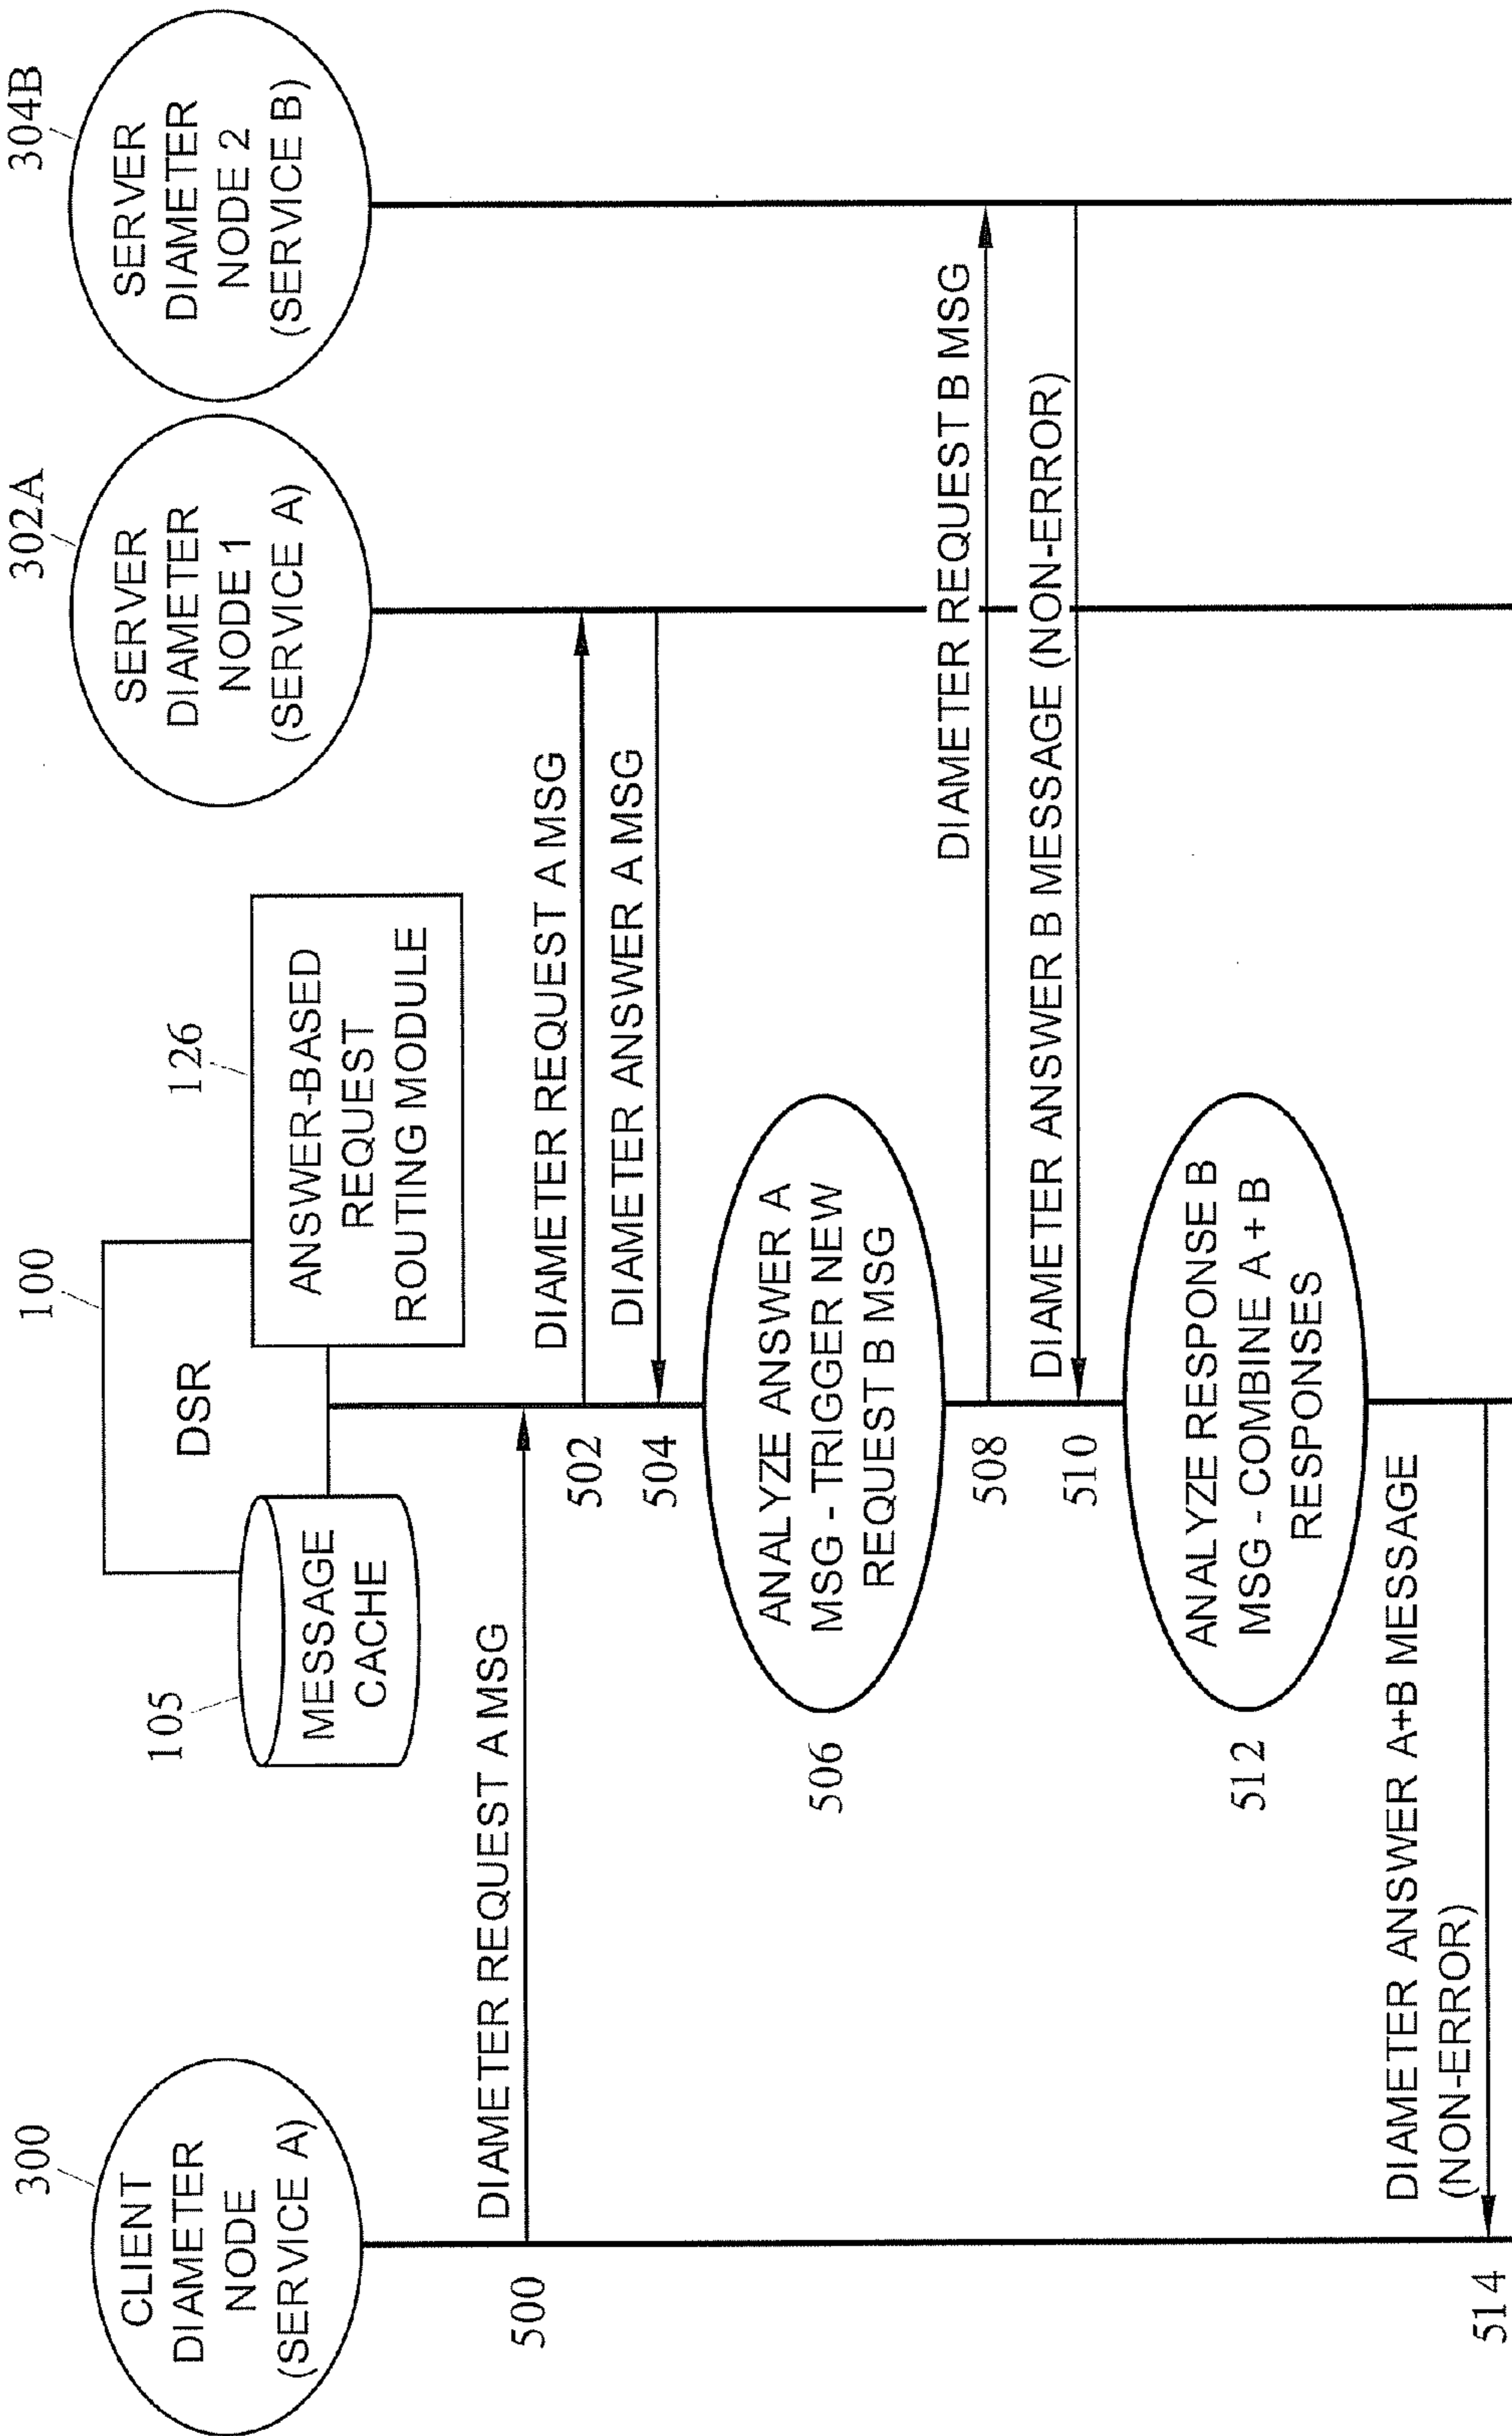 300
CLIENT
DIAMETER
NODE
(SERVICE A)
100
DSR
105
MESSAGE
CACHE
126
ANSWER-BASED
REQUEST
ROUTING MODULE
302A
SERVER
DIAMETER
NODE 1
(SERVICE A)
304B
SERVER
DIAMETER
NODE 2
(SERVICE B)
DIAMETER REQUEST A MSG
500
DIAMETER REQUEST A MSG
502
DIAMETER ANSWER A MSG
504
ANALYZE ANSWER A
MSG - TRIGGER NEW
REQUEST B MSG
506
DIAMETER REQUEST B MSG
508
DIAMETER ANSWER B MESSAGE (NON-ERROR)
510
ANALYZE RESPONSE B
MSG - COMBINE A + B
RESPONSES
512
DIAMETER ANSWER A+B MESSAGE
(NON-ERROR)
514